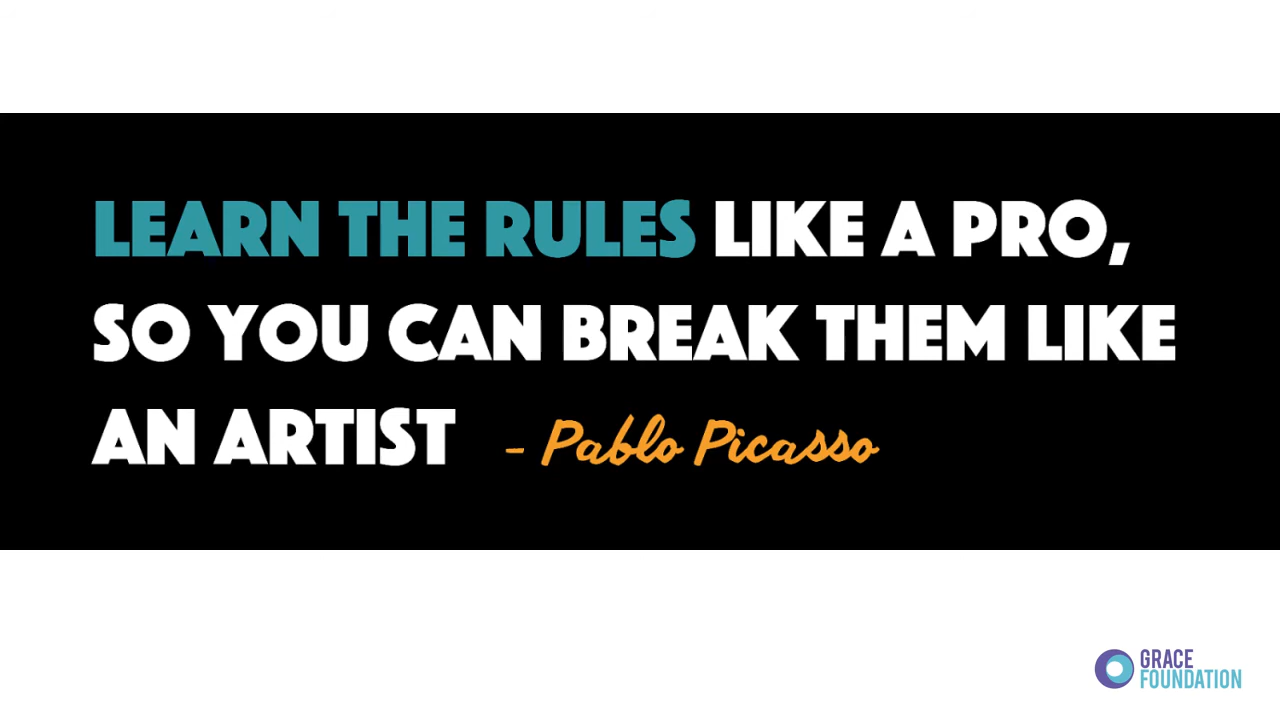 LEARN THE RULES LIKE A PRO,
SO YOU CAN BREAK THEM LIKE
AN ARTIST - Pablo Picasso
GRACE
FOUNDATION